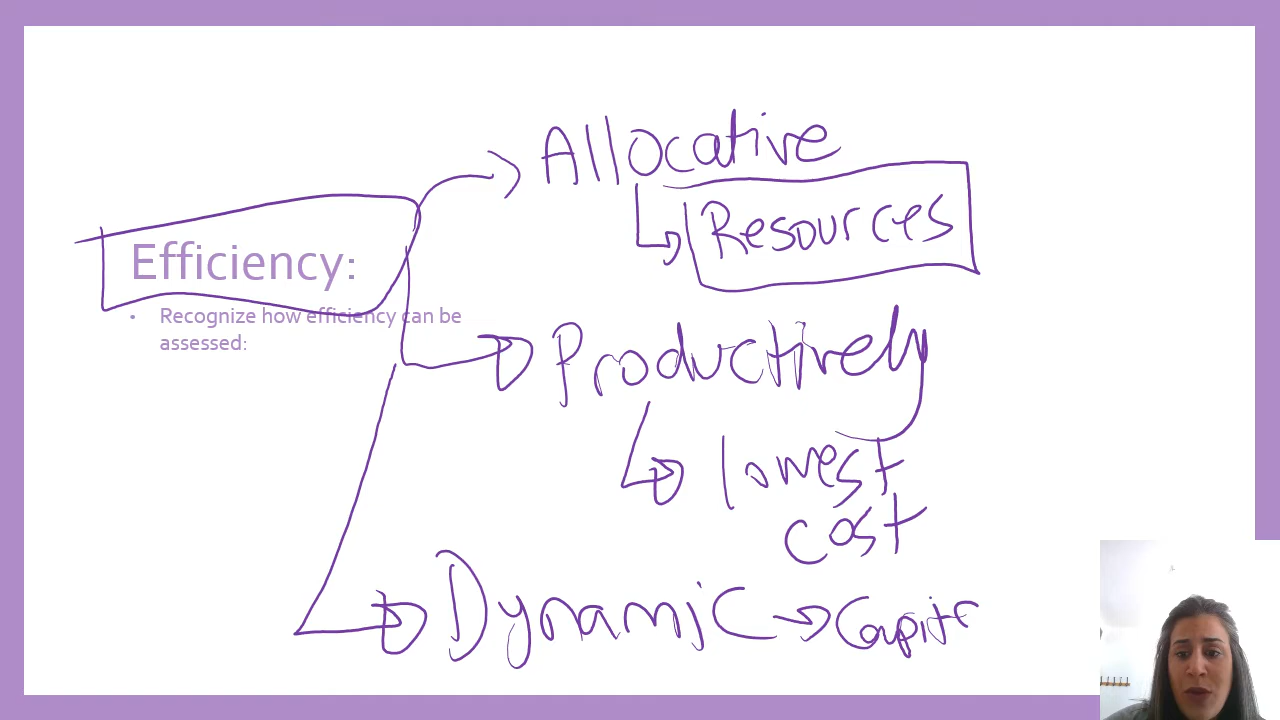 Allocative
Resources
Efficiency:
• Recognize how efficiency can be
assessed:
Productively
lowest
cost
Dynamic